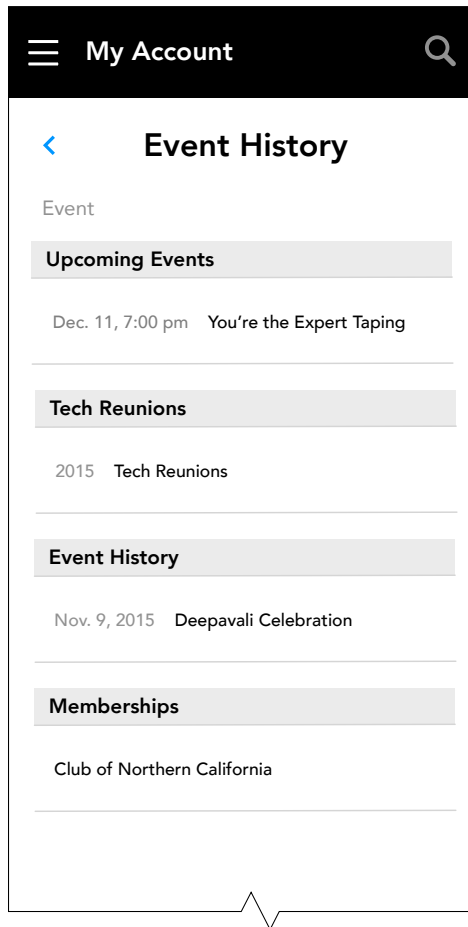 My Account
Event History
Event
Upcoming Events
Dec. 11, 7:00 pm You're the Expert Taping
Tech Reunions
2015 Tech Reunions
Event History
Nov. 9, 2015 Deepavali Celebration
Memberships
Club of Northern California